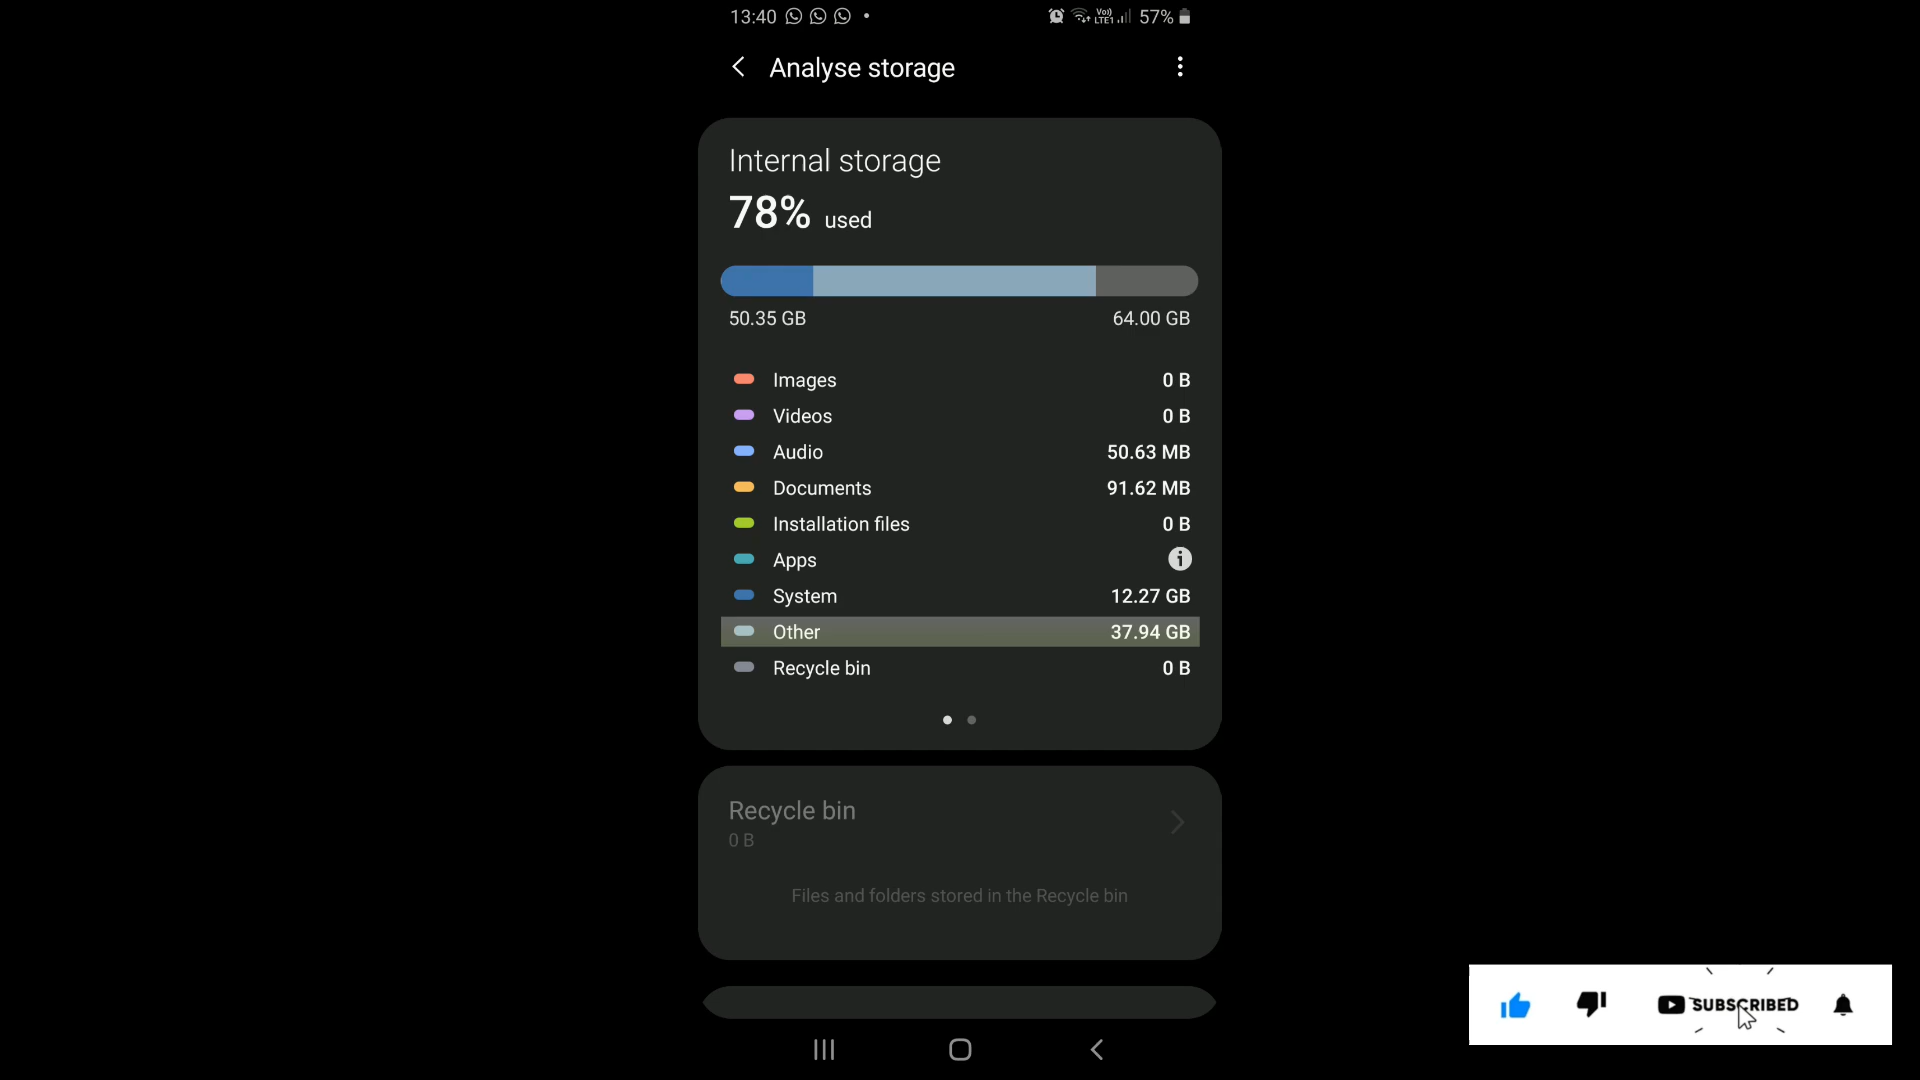 13:40 Vo)) LTE1 57%
Analyse storage
Internal storage
78% used
50.35 GB 64.00 GB
Images 0 B
Videos 0 B
Audio 50.63 MB
Documents 91.62 MB
Installation files 0 B
Apps
System 12.27 GB
Other 37.94 GB
Recycle bin 0 B
Recycle bin
0 B
Files and folders stored in the Recycle bin
SUBSCRIBED